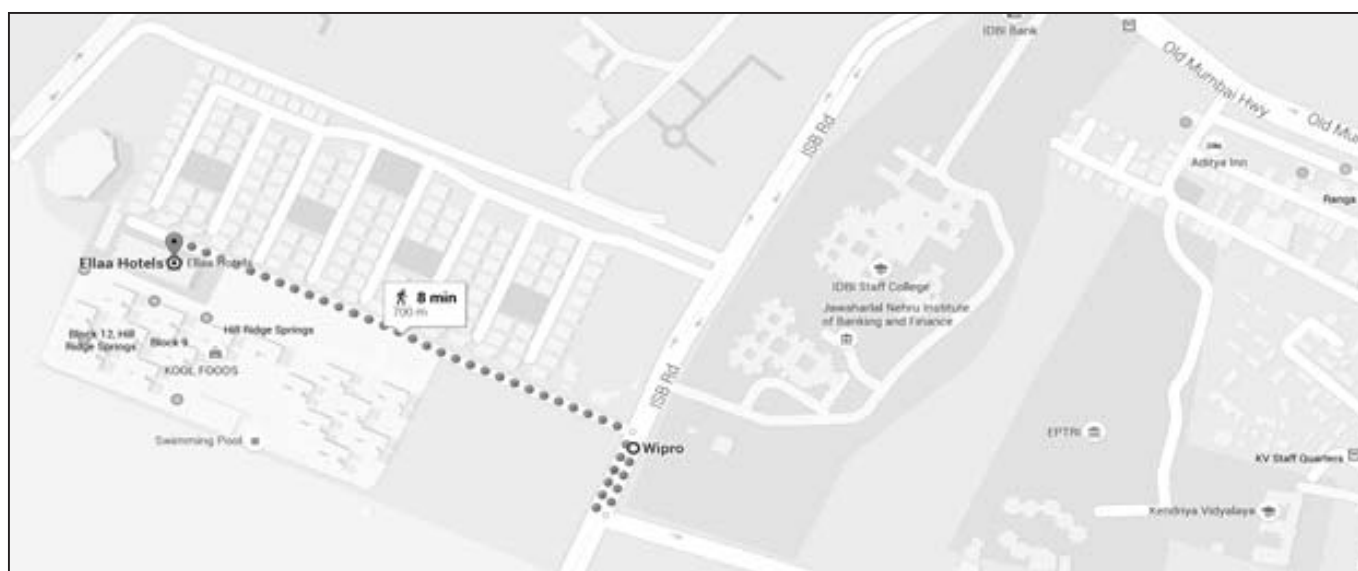 IDBI Bank
Old Mumbai Hwy
Old Mu
ISB Rd
Aditya Inn
Ranga
Ellaa Hotels
Ellaa Hotels
IDBI Staff College
Jawaharlal Nehru Institute
of Banking and Finance
8 min
700 m
Hill Ridge Springs
Block 12, Hill
Ridge Springs
Block 9
KOOL FOODS
ISB Rd
Swimming Pool
Wipro
EPTRI
KV Staff Quarters
Kendriya Vidyalaya